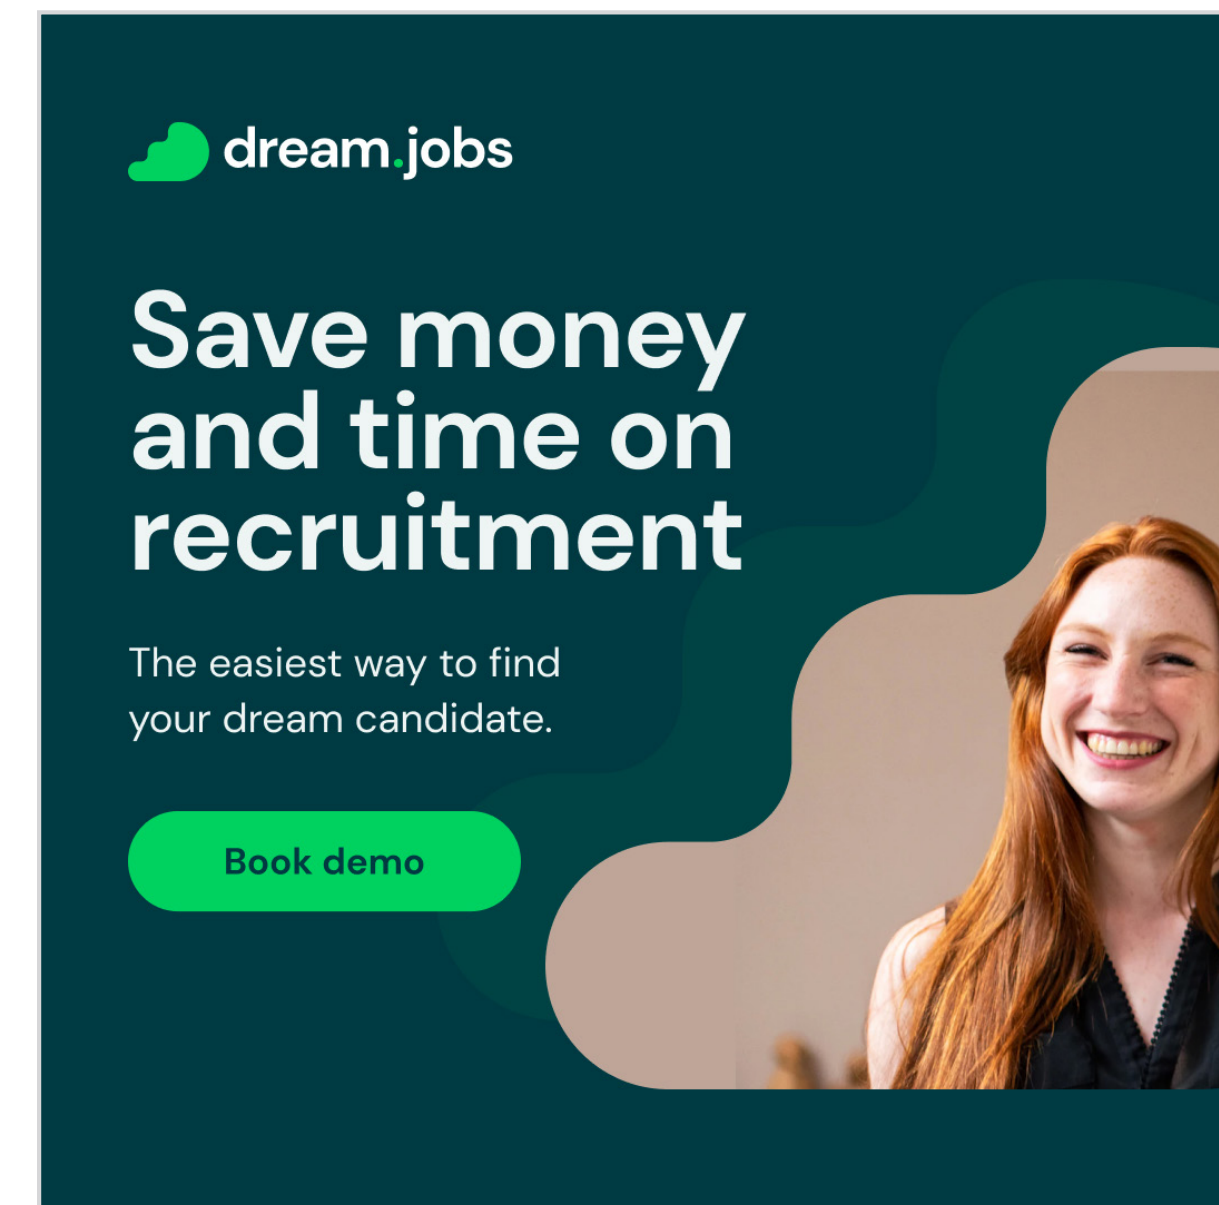 dream.jobs
Save money
and time on
recruitment
The easiest way to find
your dream candidate.
Book demo